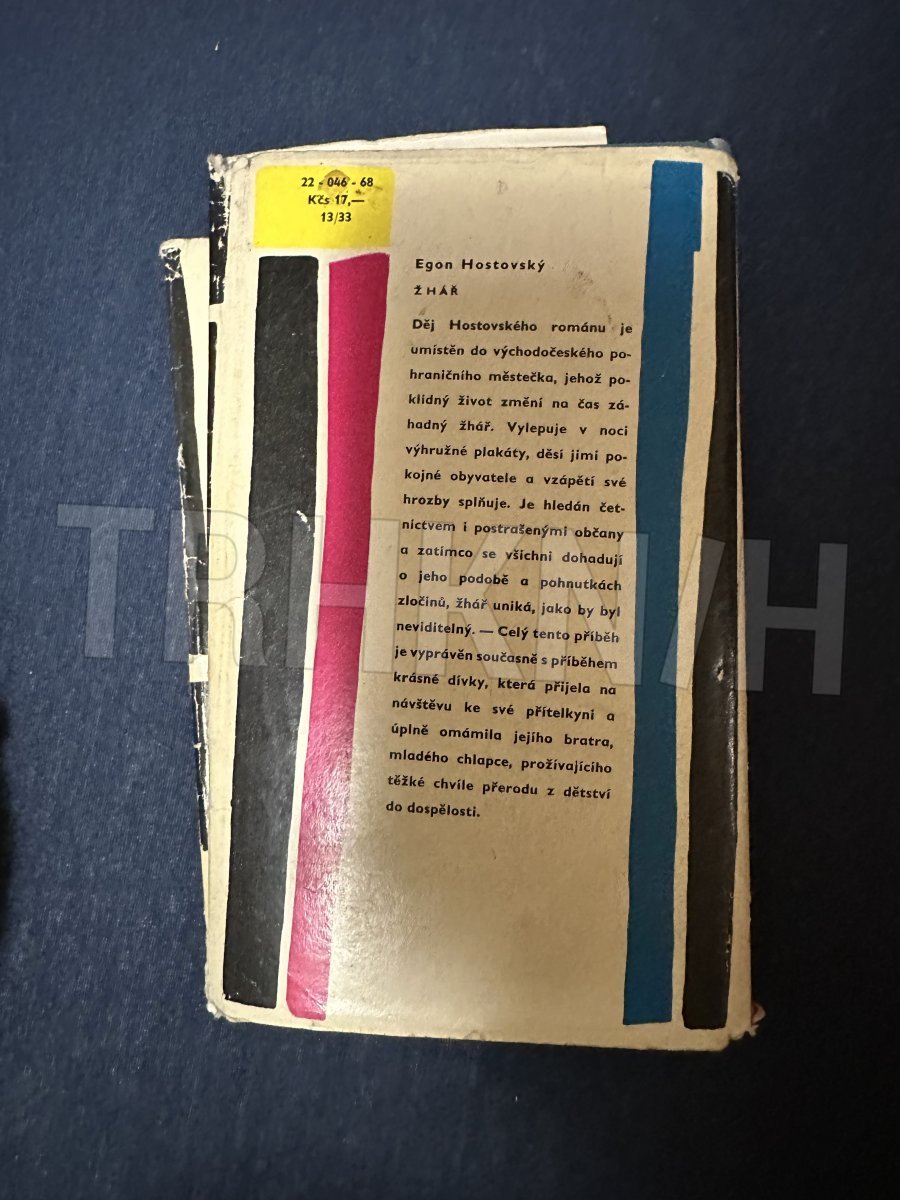 22 - 046 - 68
Kčs 17,—
13/33
Egon Hostovský
ŽHÁŘ
Děj Hostovského románu je
umístěn do východočeského po-
hraničního městečka, jehož po-
klidný život změní na čas zá-
hadný žhář. Vylepuje v noci
výhružné plakáty, děsí jimi po-
kojné obyvatele a vzápětí své
hrozby splňuje. Je hledán čet-
nictvem i postrašenými občany
a zatímco se všichni dohadují
o jeho podobě a pohnutkách
zločinů, žhář uniká, jako by byl
neviditelný. — Celý tento příběh
je vyprávěn současně s příběhem
krásné dívky, která přijela na
návštěvu ke své přítelkyni a
úplně omámila jejího bratra,
mladého chlapce, prožívajícího
těžké chvíle přerodu z dětství
do dospělosti.
TRHKNIH